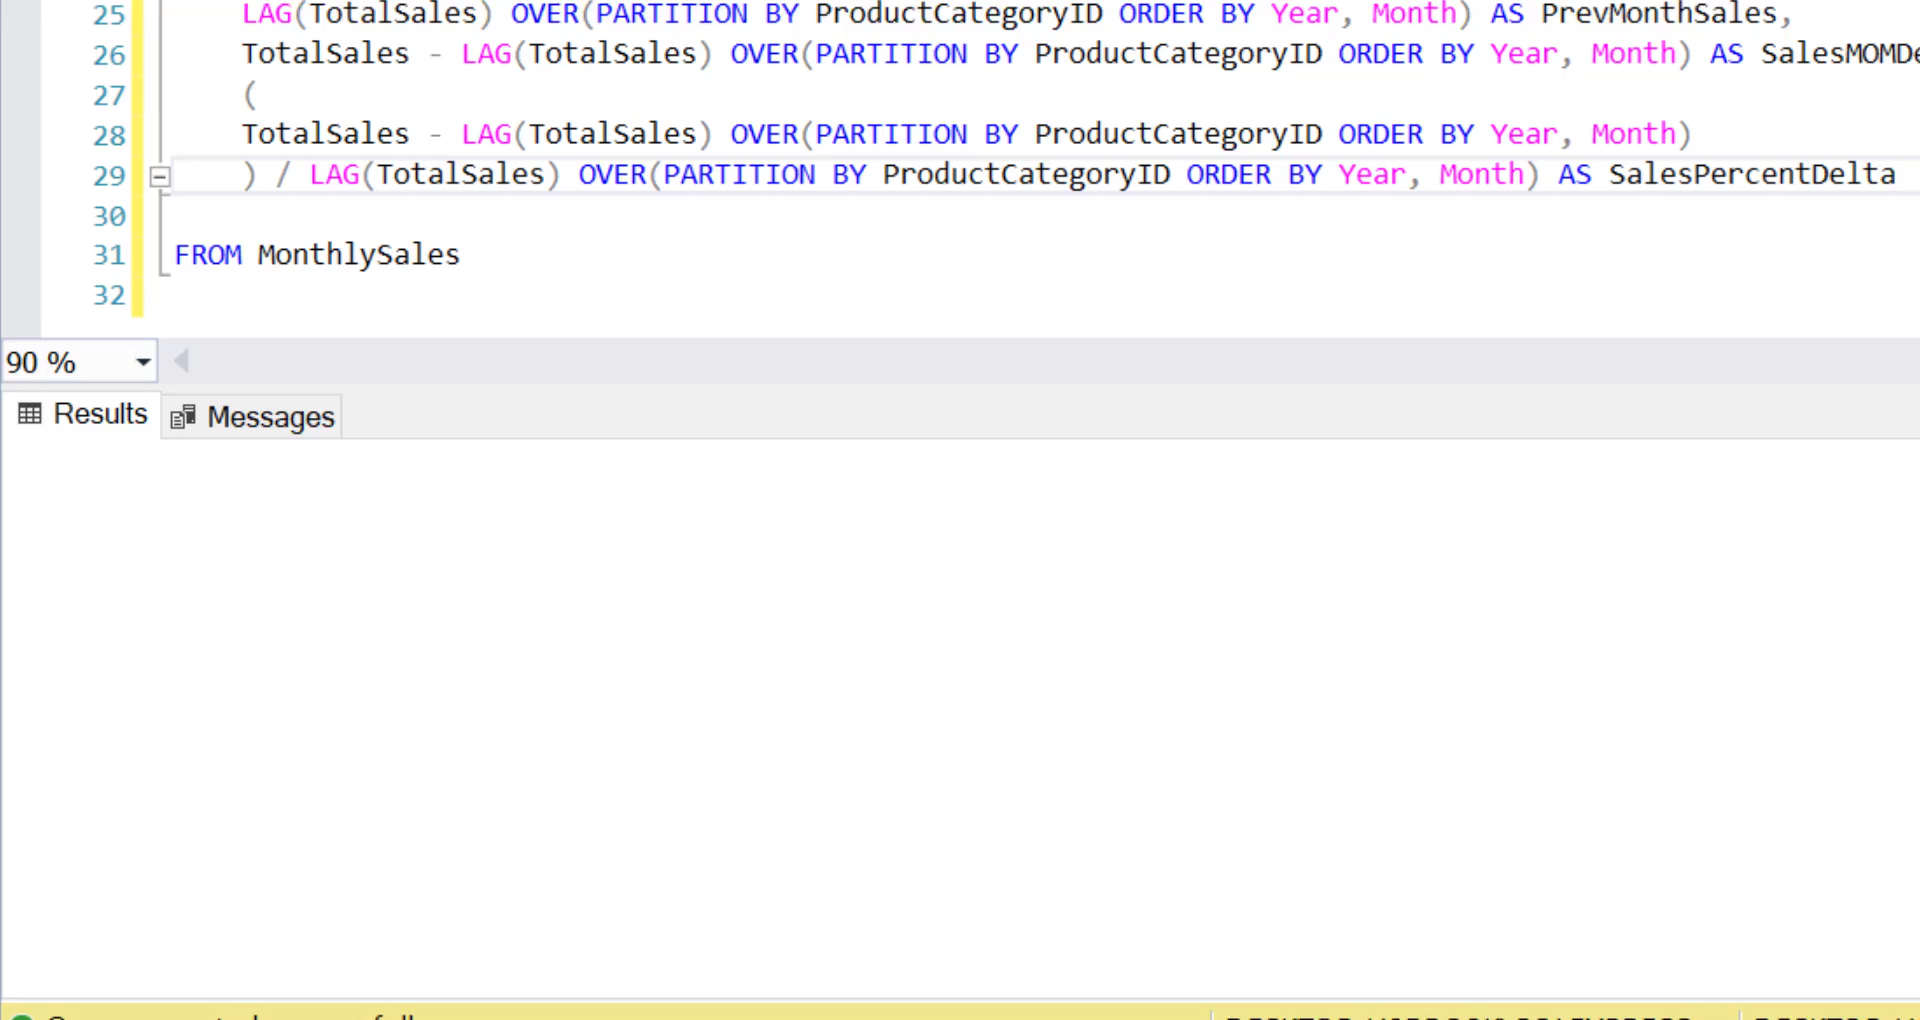 25 LAG(TotalSales) OVER(PARTITION BY ProductCategoryID ORDER BY Year, Month) AS PrevMonthSales,
26 TotalSales - LAG(TotalSales) OVER(PARTITION BY ProductCategoryID ORDER BY Year, Month) AS SalesMOMDe
27 (
28 TotalSales - LAG(TotalSales) OVER(PARTITION BY ProductCategoryID ORDER BY Year, Month)
29 ) / LAG(TotalSales) OVER(PARTITION BY ProductCategoryID ORDER BY Year, Month) AS SalesPercentDelta
30
31 FROM MonthlySales
32
90 %
Results Messages